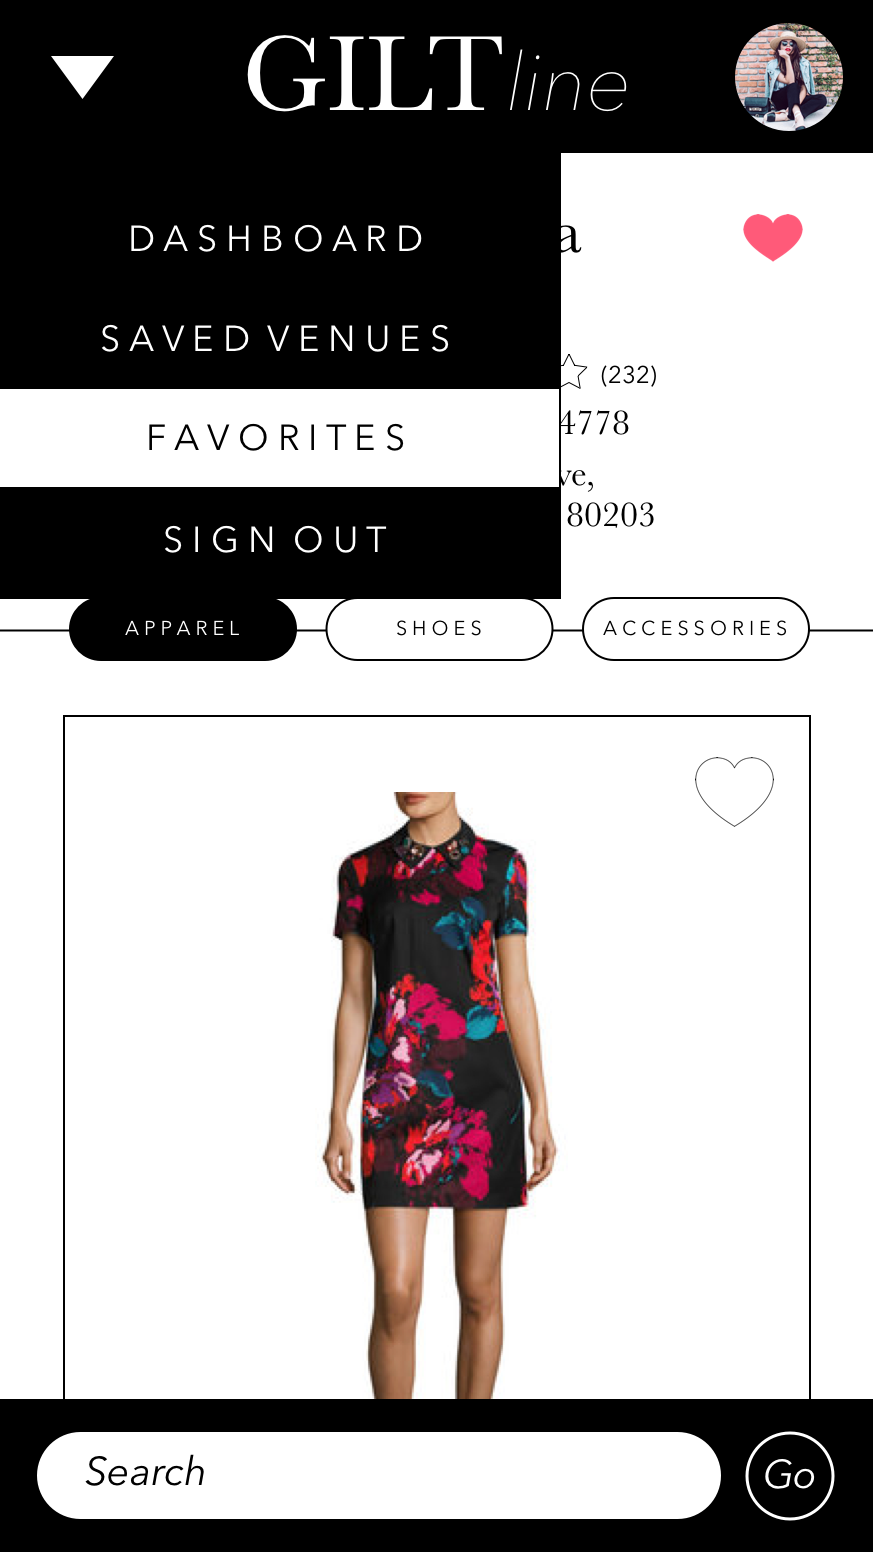 GILT line
DASHBOARD
a
SAVED VENUES
(232)
4778
FAVORITES
ve,
80203
SIGN OUT
APPAREL SHOES ACCESSORIES
Search Go